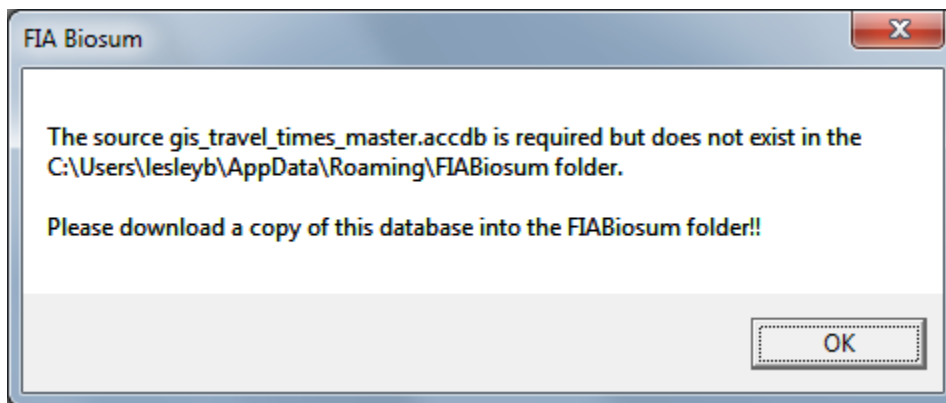 FIA Biosum
The source gis_travel_times_master.accdb is required but does not exist in the
C:\Users\lesleyb\AppData\Roaming\FIABiosum folder.
Please download a copy of this database into the FIABiosum folder!!
OK